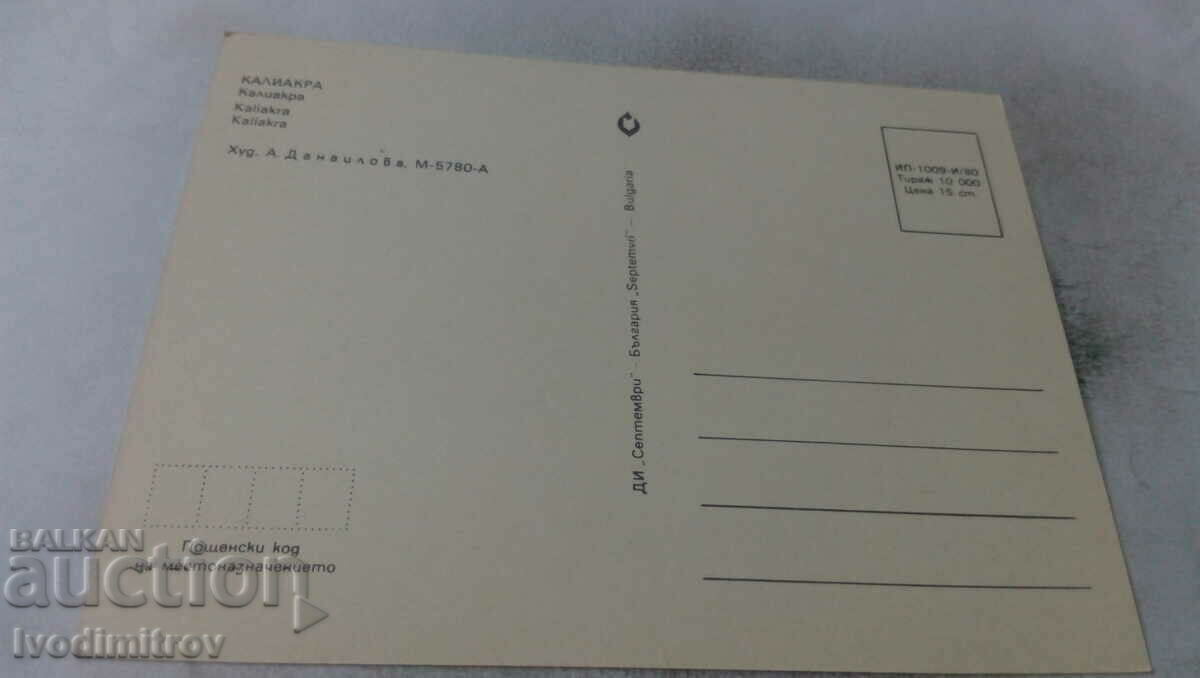 КАЛИАКРА
Калиакра
Kaliakra
Kaliakra
Худ. А. Данаилова, М-5780-А
ДИ „Септември" – България „Septemvri" – Bulgaria
ИП-1009-И/80
Тираж 10 000
Цена 15 ст.
Пощенски код
на местоназначението
BALKAN
auction
Ivodimitrov